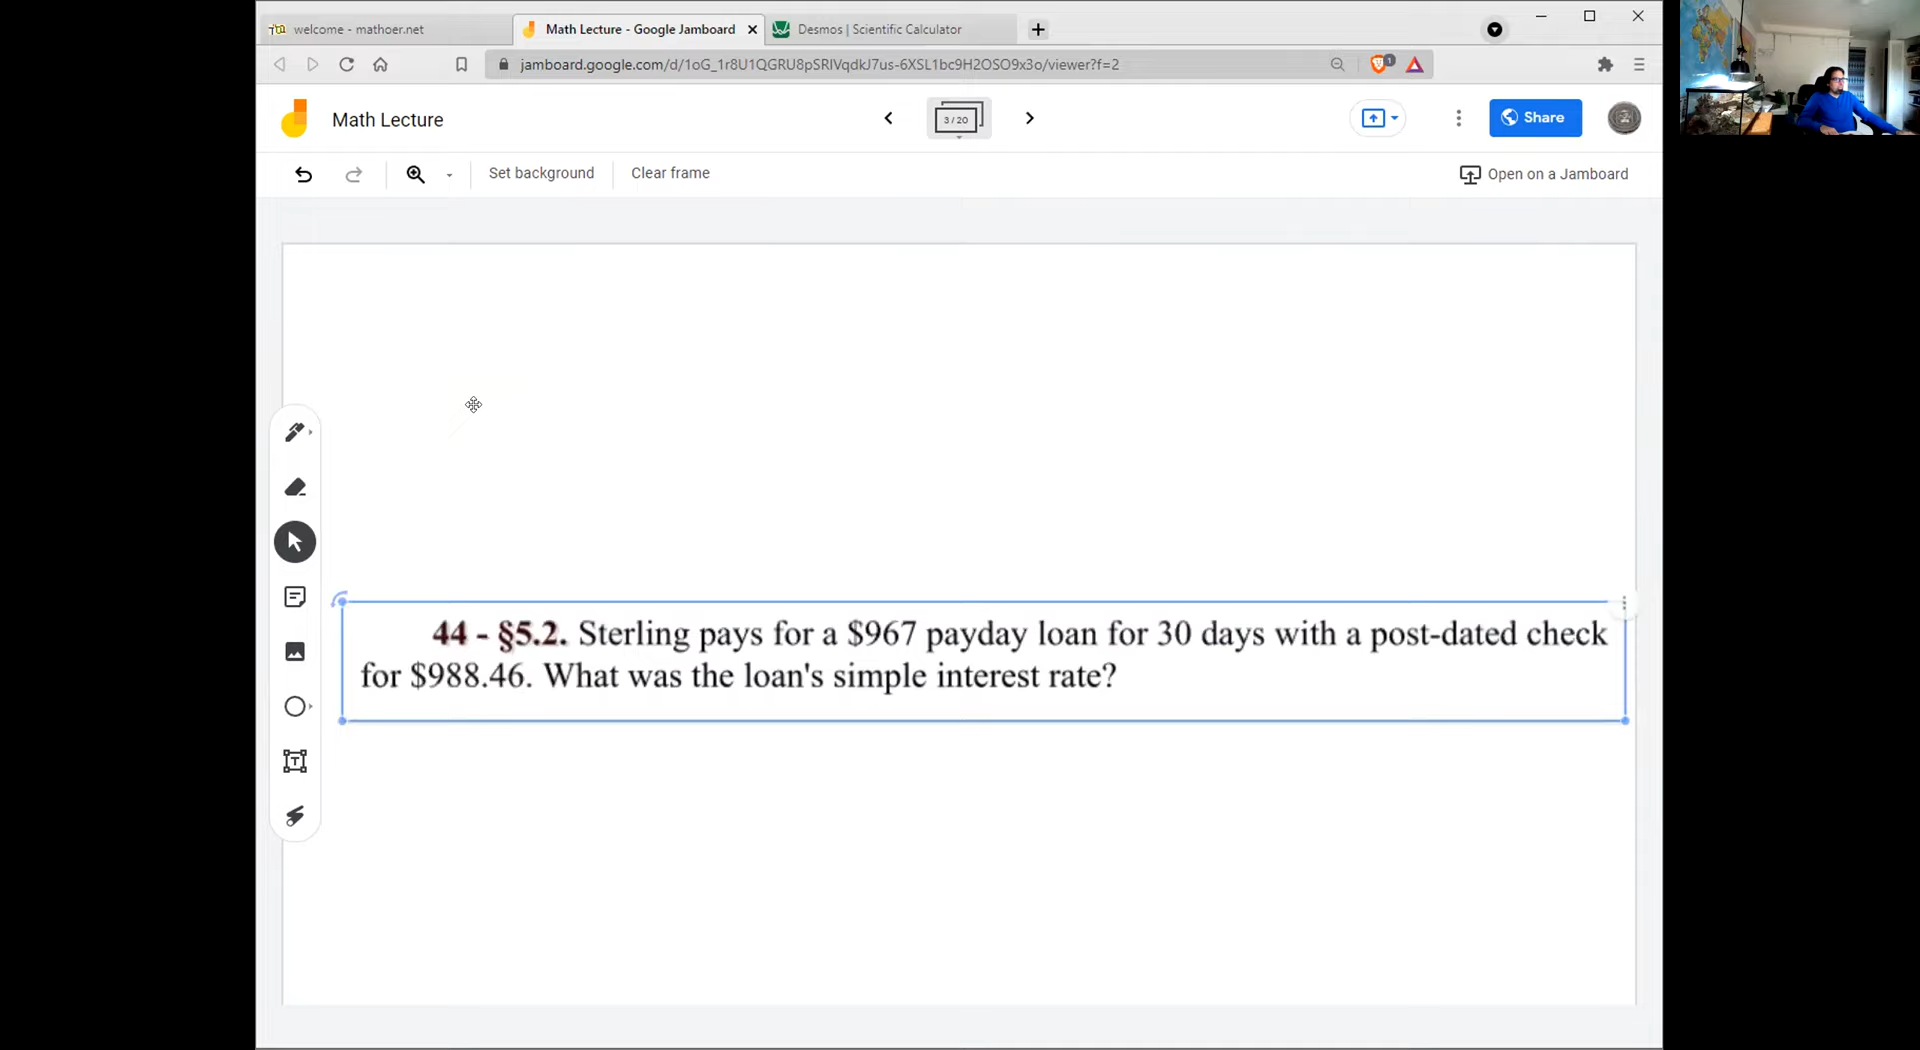 welcome - mathoer.net
Math Lecture - Google Jamboard
Desmos | Scientific Calculator
jamboard.google.com/d/1oG_1r8U1QGRU8pSRIVqdkJ7us-6XSL1bc9H2OSO9x3o/viewer?f=2
1
Math Lecture
3 / 20
Share
Set background
Clear frame
Open on a Jamboard
44 - §5.2. Sterling pays for a $967 payday loan for 30 days with a post-dated check
for $988.46. What was the loan's simple interest rate?